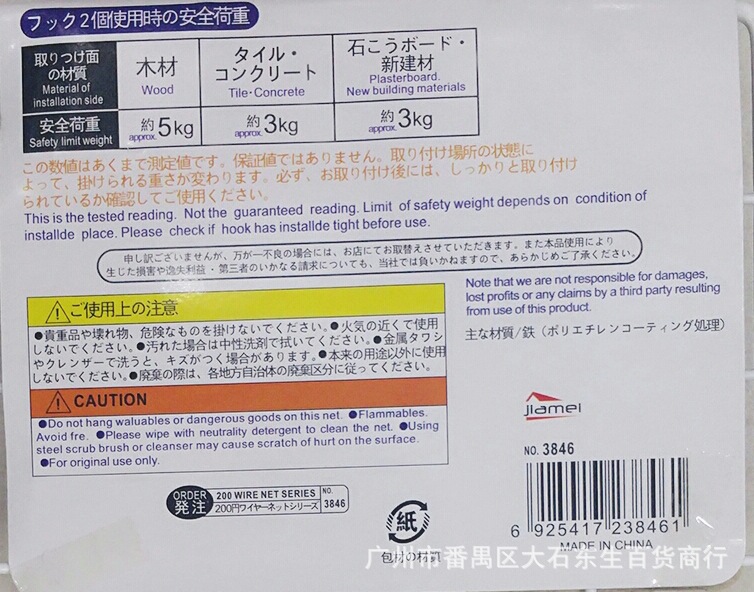 フック2個使用時の安全荷重
取りつけ面
の材質
Material of
installation side
木材
Wood
タイル・
コンクリート
Tile・Concrete
石こうボード・
新建材
Plasterboard.
New building materials
安全荷重
Safety limit weight
約
approx. 5kg
約
approx. 3kg
約
approx. 3kg
この数値はあくまで測定値です。保証値ではありません。取り付け場所の状態に
よって、掛けられる重さが変わります。必ず、お取り付け後には、しっかりと取り付け
られているか確認してご使用ください。
This is the tested reading. Not the guaranteed reading. Limit of safety weight depends on condition of
installde place. Please check if hook has installde tight before use.
申し訳ございませんが、万が一不良の場合には、お店にてお取替えさせていただきます。また本品使用により
生じた損害や逸失利益・第三者のいかなる請求についても、当社では負いかねますので、あらかじめご了承ください。
⚠ご使用上の注意
●貴重品や壊れ物、危険なものを掛けないでください。●火気の近くで使用
しないでください。●汚れた場合は中性洗剤で拭いてください。●金属タワシ
やクレンザーで洗うと、キズがつく場合があります。●本来の用途以外に使用
しないでください。●廃棄の際は、各地方自治体の廃棄区分に従ってください。
⚠ CAUTION
●Do not hang waluables or dangerous goods on this net. ●Flammables.
Avoid fre. ●Please wipe with neutrality detergent to clean the net. ●Using
steel scrub brush or cleanser may cause scratch of hurt on the surface.
●For original use only.
Note that we are not responsible for damages,
lost profits or any claims by a third party resulting
from use of this product.
主な材質/鉄（ポリエチレンコーティング処理）
jiamei
NO. 3846
6 925417 238461
MADE IN CHINA
ORDER
発注
200 WIRE NET SERIES
200円ワイヤーネットシリーズ
NO.
3846
紙
包材の材質
广州市番禺区大石东生百货商行